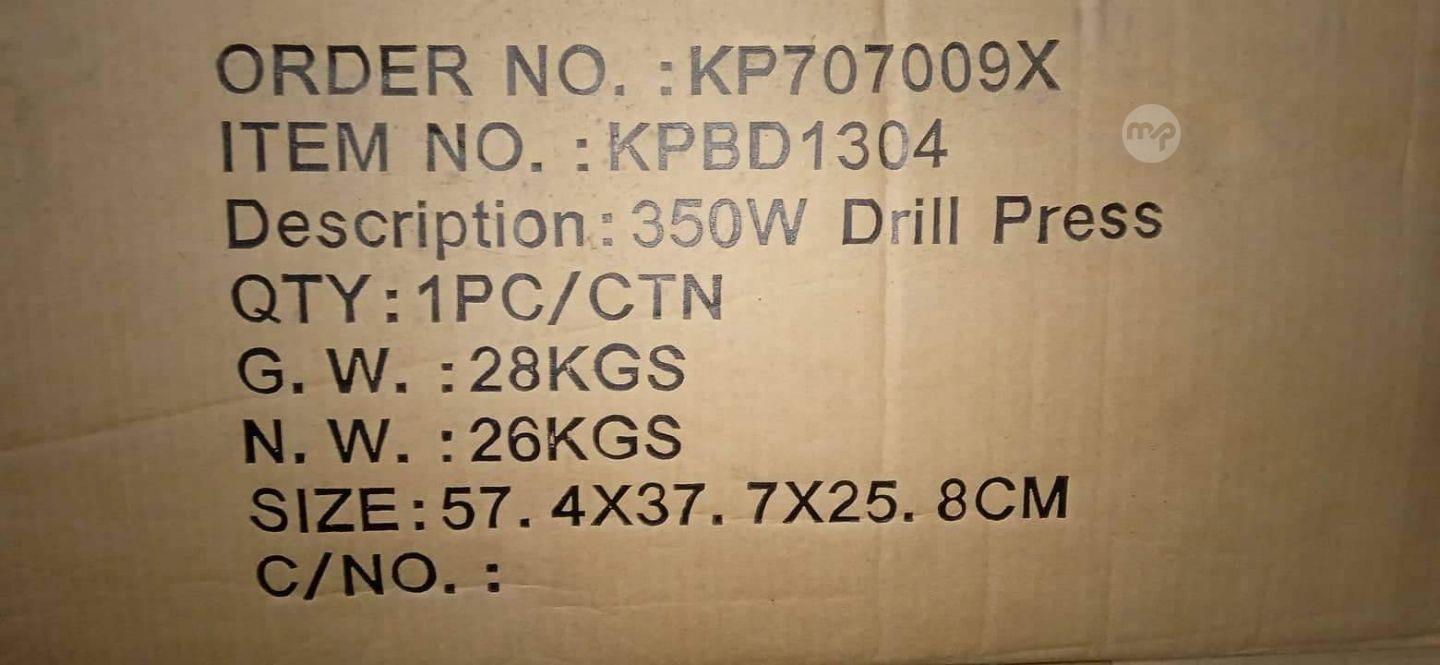 ORDER NO. :KP707009X
ITEM NO. :KPBD1304
Description:350W Drill Press
QTY:1PC/CTN
G. W. :28KGS
N. W. :26KGS
SIZE:57. 4X37. 7X25. 8CM
C/NO. :
mp